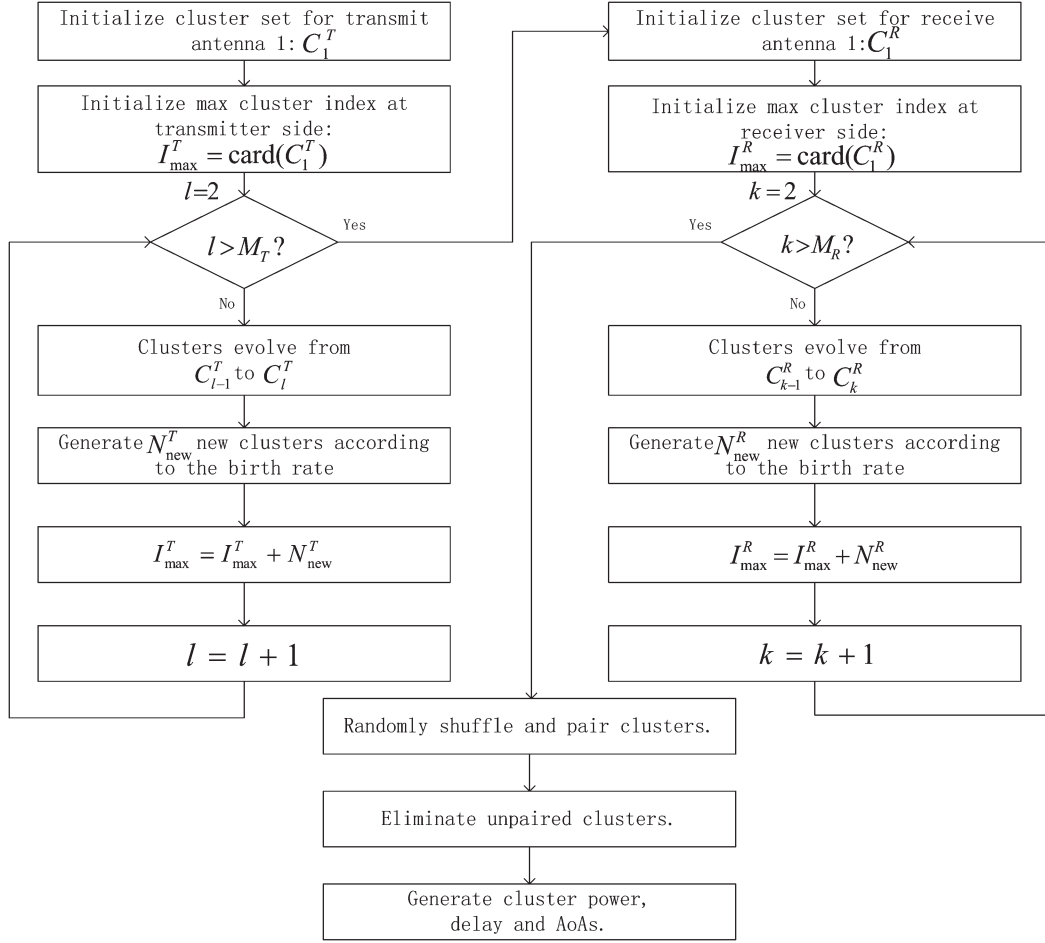 Initialize cluster set for transmit
antenna 1: C_1^T
Initialize max cluster index at
transmitter side:
I_max^T = card(C_1^T)
l=2
l > M_T ?
Yes
No
Clusters evolve from
C_{l-1}^T to C_l^T
Generate N_new^T new clusters according
to the birth rate
I_max^T = I_max^T + N_new^T
l = l + 1
Initialize cluster set for receive
antenna 1: C_1^R
Initialize max cluster index at
receiver side:
I_max^R = card(C_1^R)
k = 2
k > M_R ?
Yes
No
Clusters evolve from
C_{k-1}^R to C_k^R
Generate N_new^R new clusters according
to the birth rate
I_max^R = I_max^R + N_new^R
k = k + 1
Randomly shuffle and pair clusters.
Eliminate unpaired clusters.
Generate cluster power,
delay and AoAs.